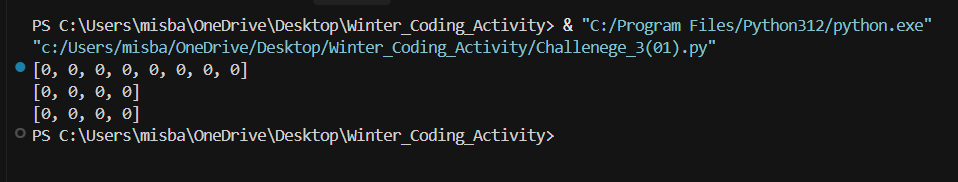 PS C:\Users\misba\OneDrive\Desktop\Winter_Coding_Activity> & "C:/Program Files/Python312/python.exe"
"c:/Users/misba/OneDrive/Desktop/Winter_Coding_Activity/Challenege_3(01).py"
[0, 0, 0, 0, 0, 0, 0, 0]
[0, 0, 0, 0]
[0, 0, 0, 0]
PS C:\Users\misba\OneDrive\Desktop\Winter_Coding_Activity>